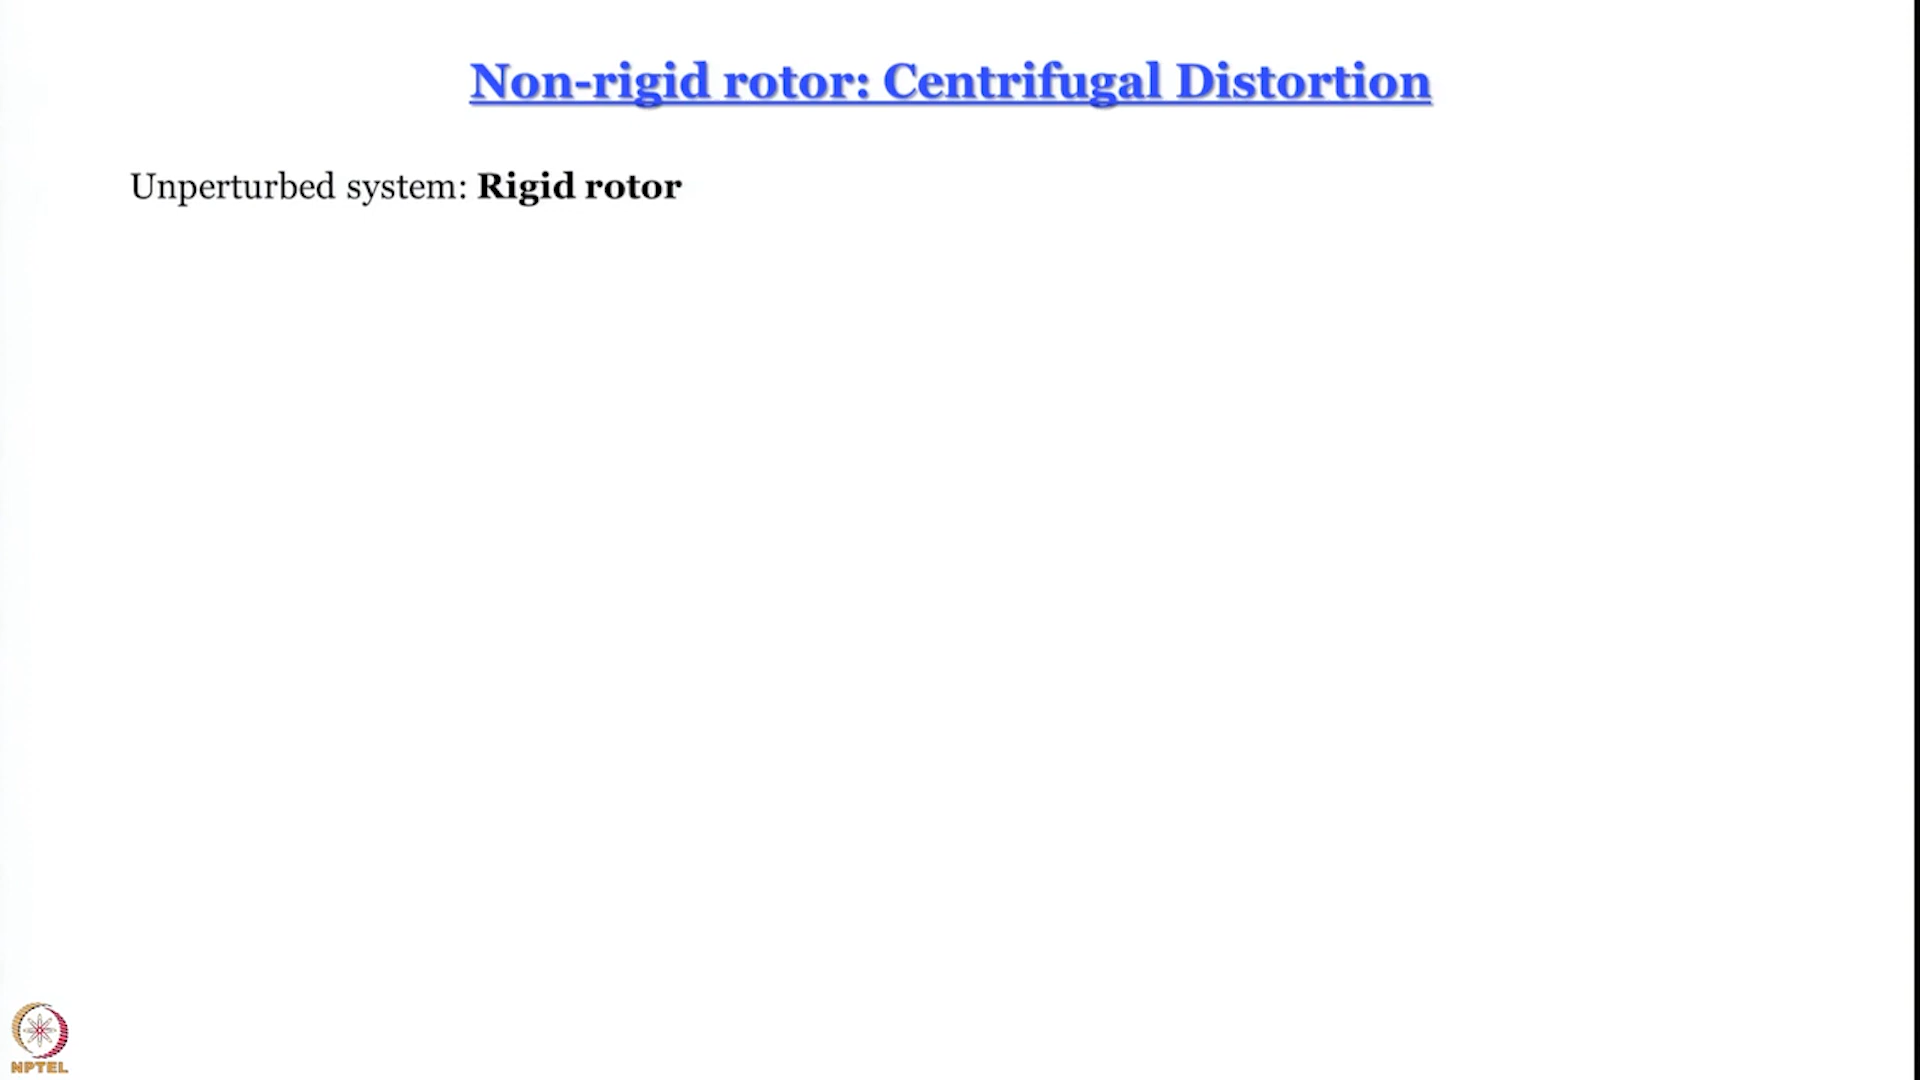 Non-rigid rotor: Centrifugal Distortion
Unperturbed system: Rigid rotor
NPTEL